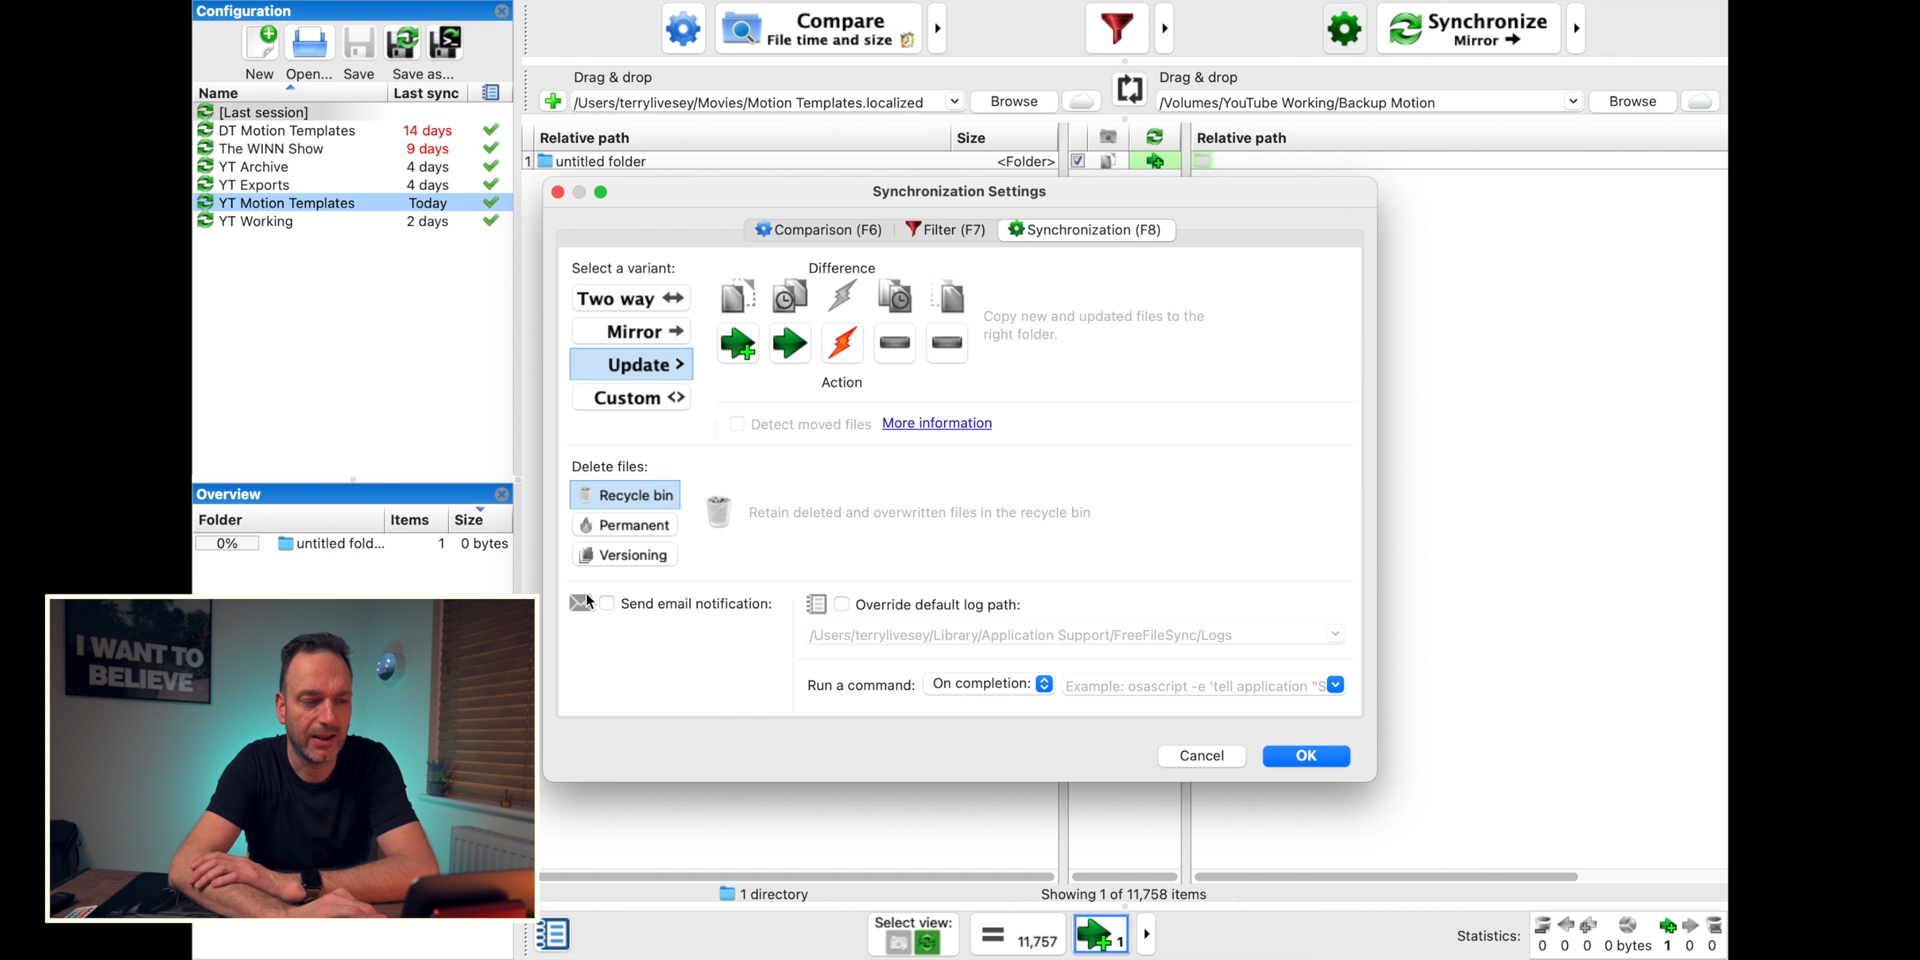 Configuration
New Open... Save Save as...
Name Last sync
[Last session]
DT Motion Templates 14 days
The WINN Show 9 days
YT Archive 4 days
YT Exports 4 days
YT Motion Templates Today
YT Working 2 days
Compare
File time and size
Synchronize
Mirror
Drag & drop
/Users/terrylivesey/Movies/Motion Templates.localized Browse
Drag & drop
/Volumes/YouTube Working/Backup Motion Browse
Relative path Size Relative path
1 untitled folder <Folder>
Synchronization Settings
Comparison (F6) Filter (F7) Synchronization (F8)
Select a variant:
Two way
Mirror
Update >
Custom <>
Difference
Action
Copy new and updated files to the
right folder.
Detect moved files More information
Delete files:
Recycle bin
Permanent
Versioning
Retain deleted and overwritten files in the recycle bin
Send email notification:
Override default log path:
/Users/terrylivesey/Library/Application Support/FreeFileSync/Logs
Run a command: On completion: Example: osascript -e 'tell application "S
Cancel OK
Overview
Folder Items Size
0% untitled fold... 1 0 bytes
I WANT TO
BELIEVE
1 directory Showing 1 of 11,758 items
Select view:
11,757
1
Statistics:
0 0 0 0 bytes 1 0 0